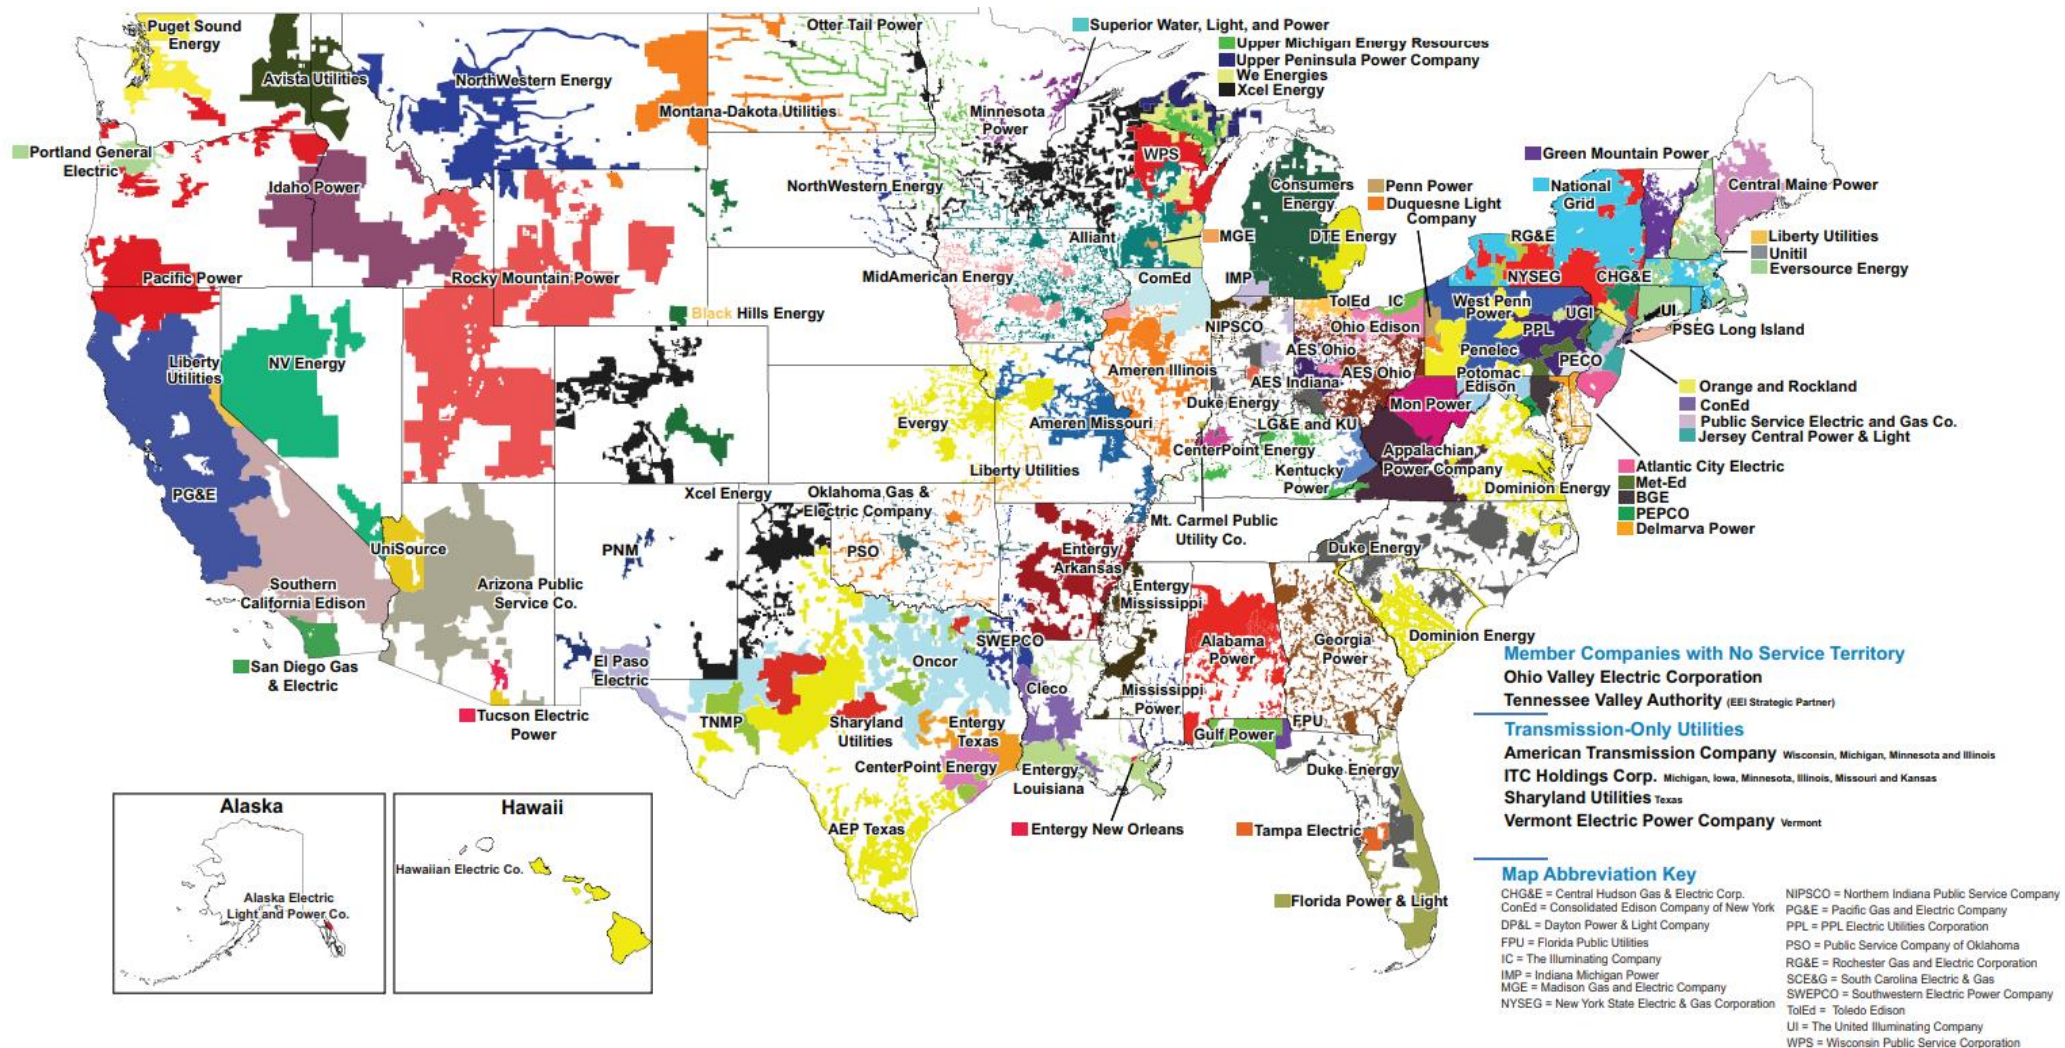 Puget Sound
Energy
Avista Utilities
NorthWestern Energy
Otter Tail Power
Montana-Dakota Utilities
Superior Water, Light, and Power
Upper Michigan Energy Resources
Upper Peninsula Power Company
We Energies
Xcel Energy
Minnesota
Power
Portland General
Electric
Idaho Power
NorthWestern Energy
WPS
Consumers
Energy
Penn Power
Duquesne Light
Company
Green Mountain Power
National
Grid
Central Maine Power
Alliant
MGE
DTE Energy
RG&E
Liberty Utilities
Unitil
Eversource Energy
Pacific Power
Rocky Mountain Power
MidAmerican Energy
ComEd
IMP
NYSEG
CHG&E
TolEd
IC
West Penn
Power
UGI
UI
Black Hills Energy
NIPSCO
Ohio Edison
PPL
PSEG Long Island
Liberty
Utilities
NV Energy
Ameren Illinois
AES Ohio
Penelec
PECO
AES Indiana
AES Ohio
Potomac
Edison
Orange and Rockland
ConEd
Public Service Electric and Gas Co.
Jersey Central Power & Light
Evergy
Ameren Missouri
Duke Energy
Mon Power
LG&E and KU
CenterPoint Energy
Appalachian
Power Company
Liberty Utilities
Kentucky
Power
Dominion Energy
Atlantic City Electric
Met-Ed
BGE
PEPCO
Delmarva Power
PG&E
Xcel Energy
Oklahoma Gas &
Electric Company
Mt. Carmel Public
Utility Co.
UniSource
PNM
PSO
Entergy
Arkansas
Duke Energy
Southern
California Edison
Arizona Public
Service Co.
Entergy
Mississippi
San Diego Gas
& Electric
El Paso
Electric
SWEPCO
Oncor
Alabama
Power
Georgia
Power
Dominion Energy
Tucson Electric
Power
Cleco
Mississippi
Power
TNMP
Sharyland
Utilities
Entergy
Texas
Gulf Power
FPU
CenterPoint Energy
Entergy
Louisiana
Duke Energy
AEP Texas
Entergy New Orleans
Tampa Electric
Florida Power & Light
Alaska
Alaska Electric
Light and Power Co.
Hawaii
Hawaiian Electric Co.
Member Companies with No Service Territory
Ohio Valley Electric Corporation
Tennessee Valley Authority (EEI Strategic Partner)
Transmission-Only Utilities
American Transmission Company Wisconsin, Michigan, Minnesota and Illinois
ITC Holdings Corp. Michigan, Iowa, Minnesota, Illinois, Missouri and Kansas
Sharyland Utilities Texas
Vermont Electric Power Company Vermont
Map Abbreviation Key
CHG&E = Central Hudson Gas & Electric Corp.
ConEd = Consolidated Edison Company of New York
DP&L = Dayton Power & Light Company
FPU = Florida Public Utilities
IC = The Illuminating Company
IMP = Indiana Michigan Power
MGE = Madison Gas and Electric Company
NYSEG = New York State Electric & Gas Corporation
NIPSCO = Northern Indiana Public Service Company
PG&E = Pacific Gas and Electric Company
PPL = PPL Electric Utilities Corporation
PSO = Public Service Company of Oklahoma
RG&E = Rochester Gas and Electric Corporation
SCE&G = South Carolina Electric & Gas
SWEPCO = Southwestern Electric Power Company
TolEd = Toledo Edison
UI = The United Illuminating Company
WPS = Wisconsin Public Service Corporation